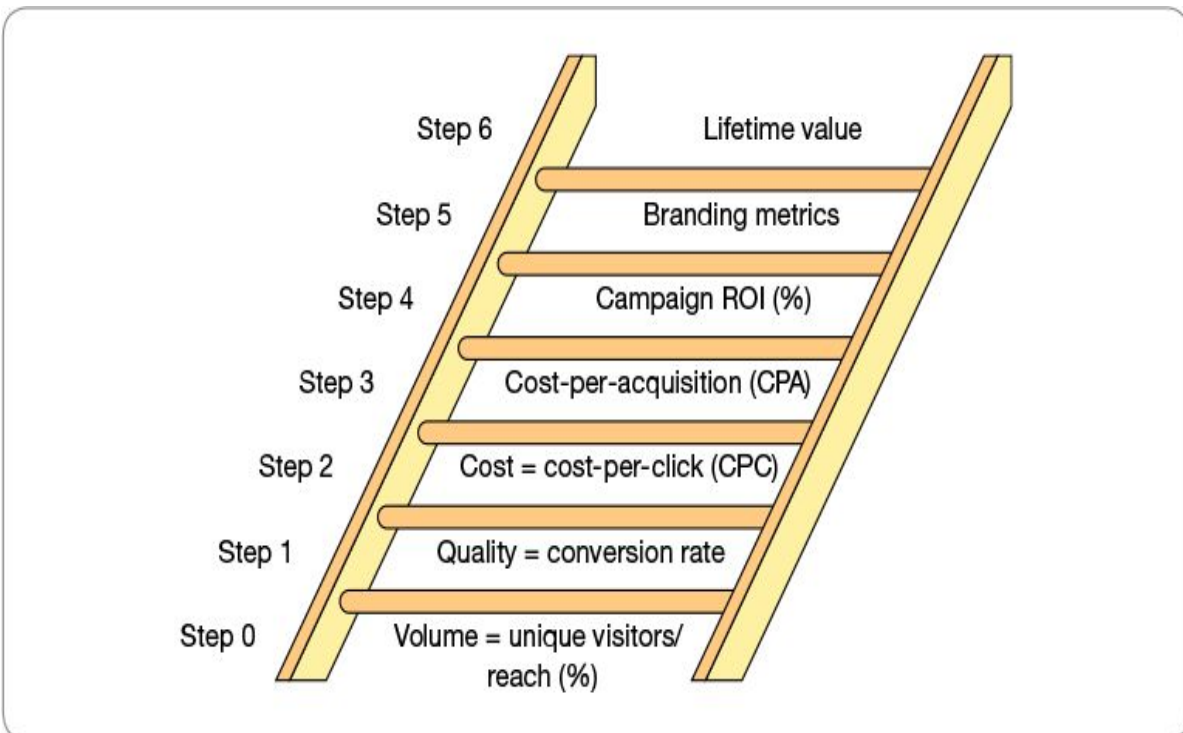 Step 6 Lifetime value
Step 5 Branding metrics
Step 4 Campaign ROI (%)
Step 3 Cost-per-acquisition (CPA)
Step 2 Cost = cost-per-click (CPC)
Step 1 Quality = conversion rate
Step 0 Volume = unique visitors/
reach (%)